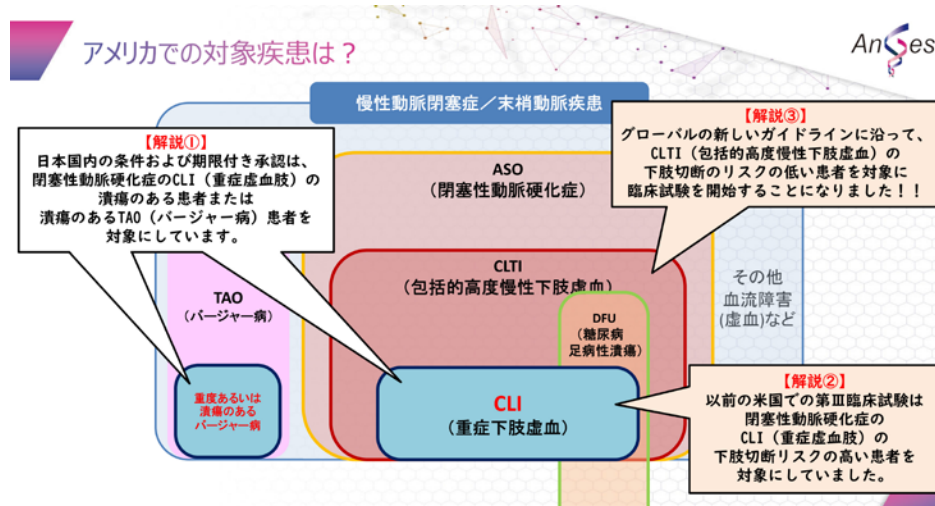 アメリカでの対象疾患は？
AnGes
慢性動脈閉塞症／末梢動脈疾患
【解説①】
日本国内の条件および期限付き承認は、
閉塞性動脈硬化症のCLI（重症虚血肢）の
潰瘍のある患者または
潰瘍のあるTAO（バージャー病）患者を
対象にしています。
【解説③】
グローバルの新しいガイドラインに沿って、
CLTI（包括的高度慢性下肢虚血）の
下肢切断のリスクの低い患者を対象に
臨床試験を開始することになりました！！
ASO
（閉塞性動脈硬化症）
CLTI
（包括的高度慢性下肢虚血）
TAO
（バージャー病）
DFU
（糖尿病
足病性潰瘍）
その他
血流障害
(虚血)など
重度あるいは
潰瘍のある
バージャー病
CLI
（重症下肢虚血）
【解説②】
以前の米国での第Ⅲ臨床試験は
閉塞性動脈硬化症の
CLI（重症虚血肢）の
下肢切断リスクの高い患者を
対象にしていました。